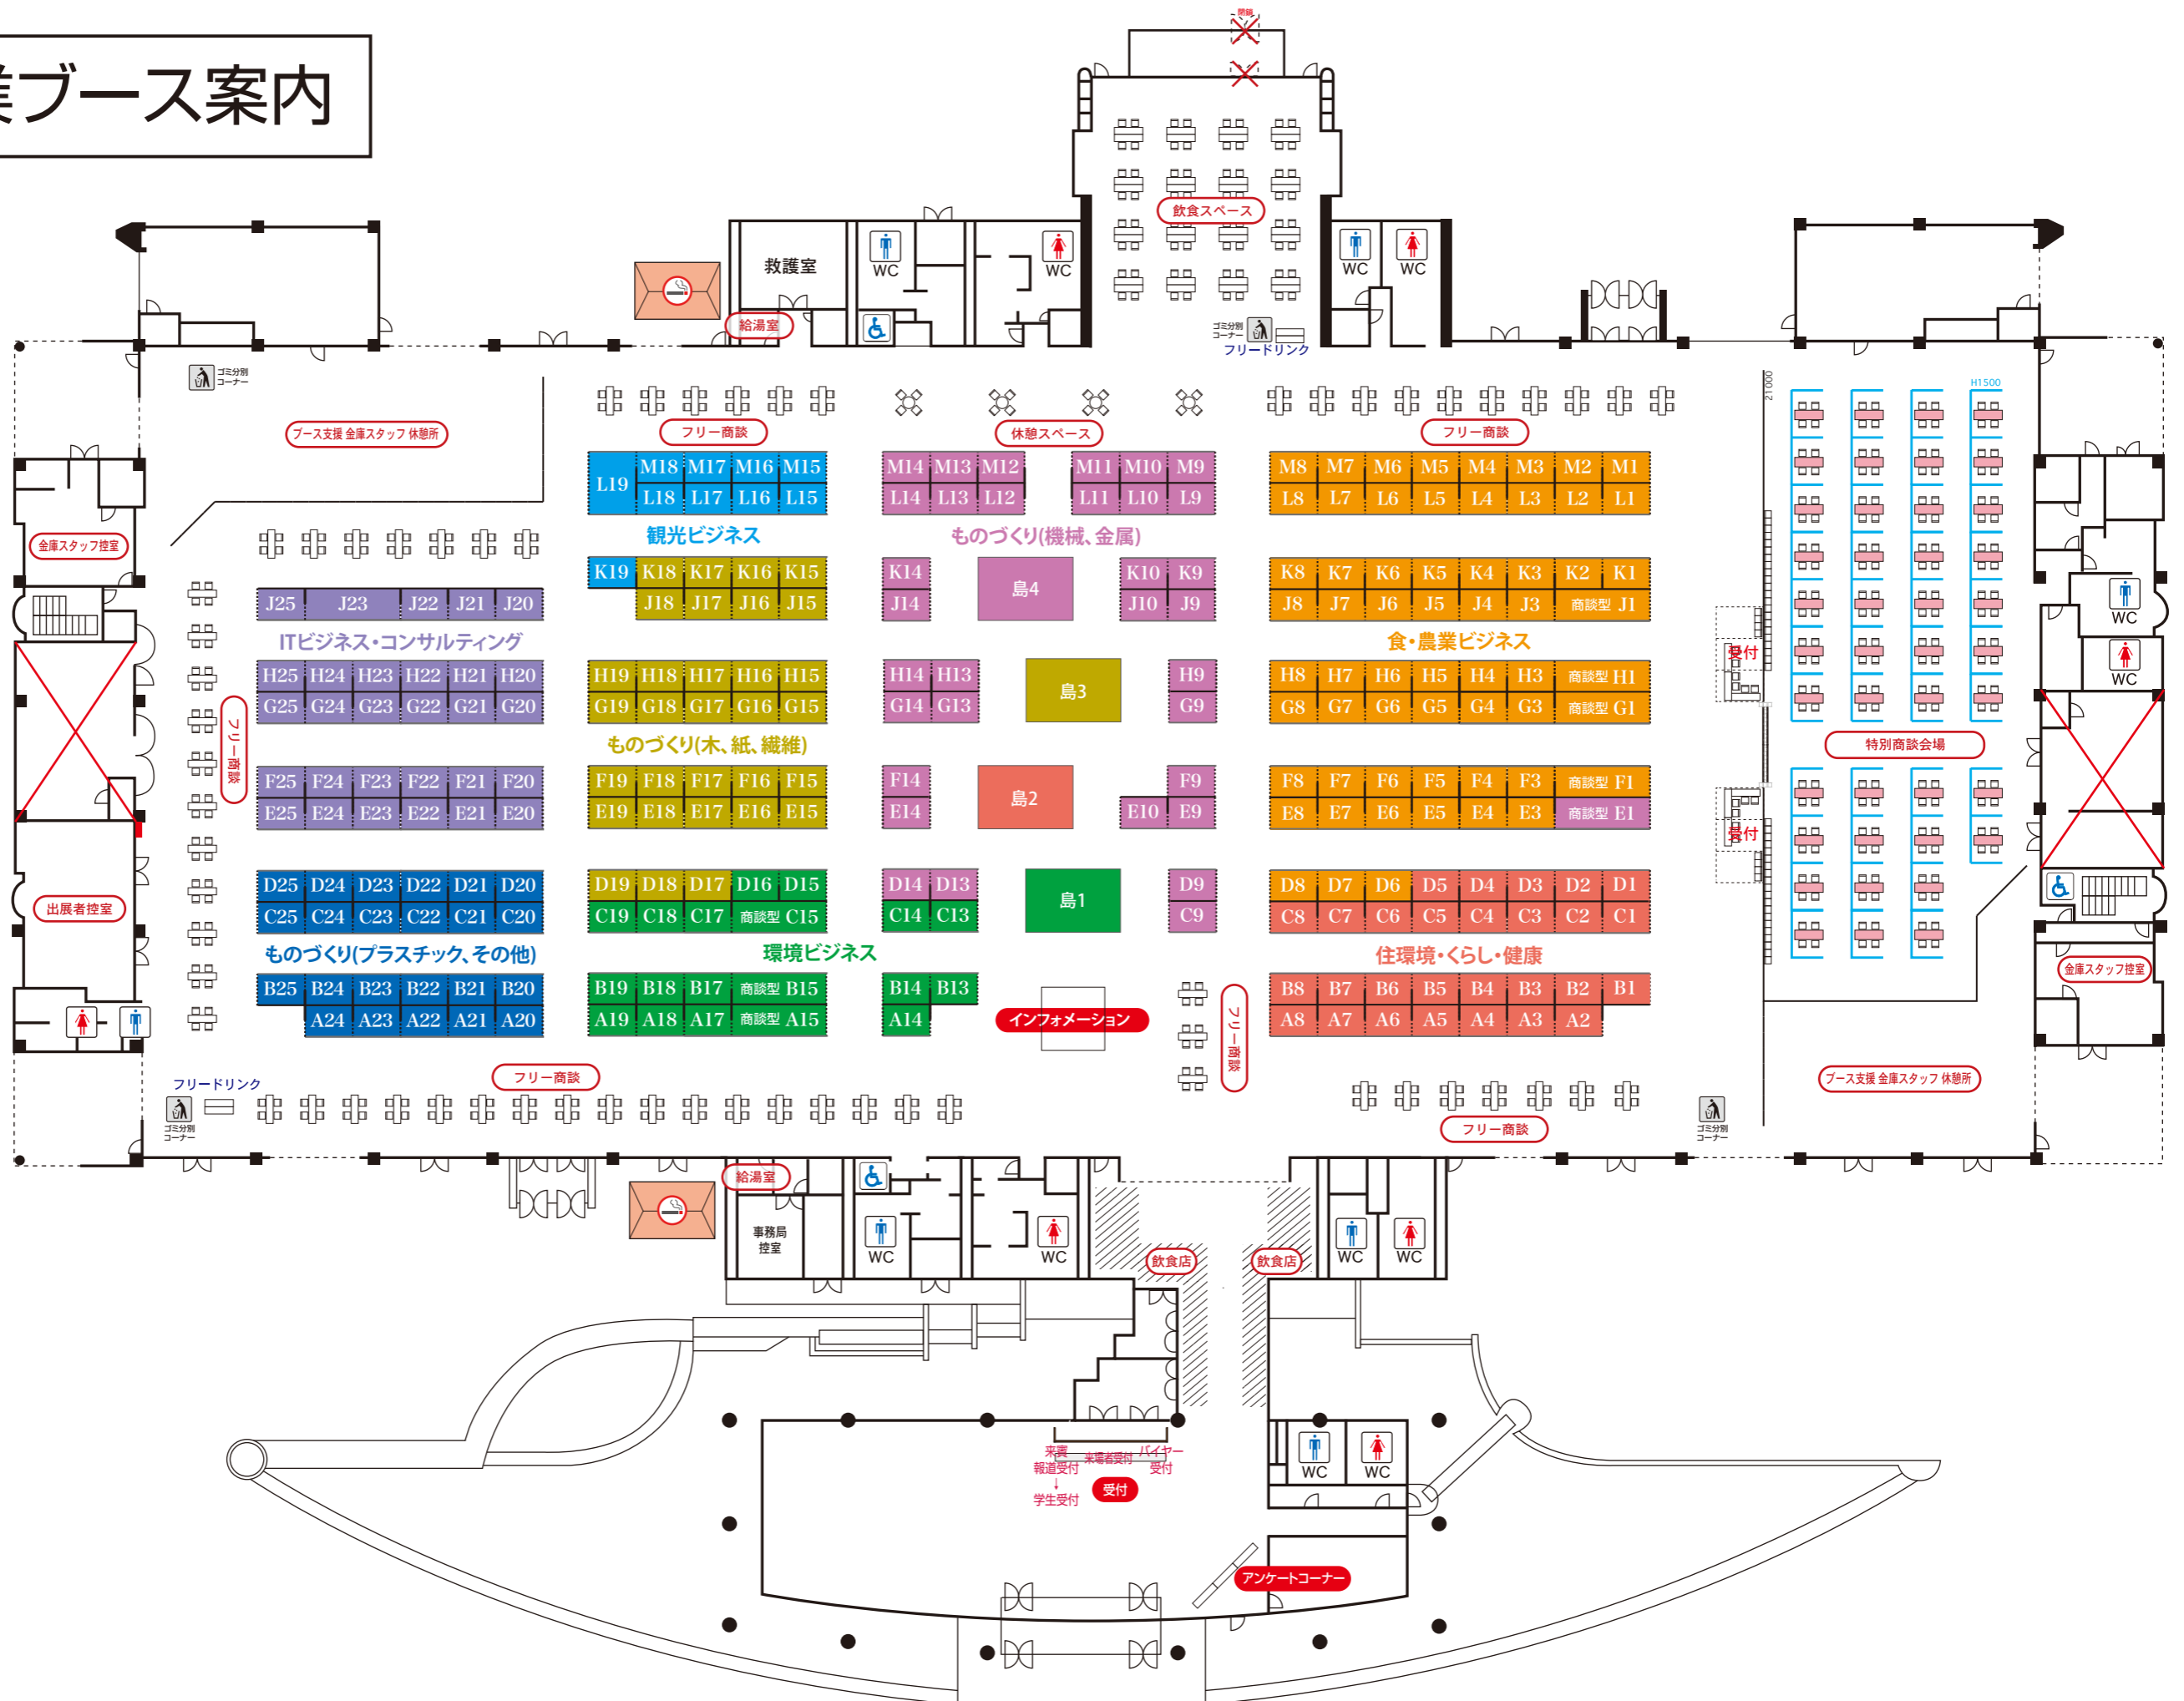 業ブース案内
閉鎖
飲食スペース
救護室
WC
WC
WC
WC
給湯室
ゴミ分別
コーナー
フリードリンク
ゴミ分別
コーナー
ブース支援 金庫スタッフ 休憩所
フリー商談
休憩スペース
フリー商談
21000
H1500
L19 M18 M17 M16 M15
L18 L17 L16 L15
M14 M13 M12 M11 M10 M9
L14 L13 L12 L11 L10 L9
M8 M7 M6 M5 M4 M3 M2 M1
L8 L7 L6 L5 L4 L3 L2 L1
観光ビジネス
ものづくり(機械、金属)
金庫スタッフ控室
K19 K18 K17 K16 K15
J18 J17 J16 J15
K14
J14
島4
K10 K9
J10 J9
K8 K7 K6 K5 K4 K3 K2 K1
J8 J7 J6 J5 J4 J3 商談型 J1
J25 J23 J22 J21 J20
ITビジネス・コンサルティング
食・農業ビジネス
受付
WC
WC
H25 H24 H23 H22 H21 H20
G25 G24 G23 G22 G21 G20
H19 H18 H17 H16 H15
G19 G18 G17 G16 G15
H14 H13
G14 G13
島3
H9
G9
H8 H7 H6 H5 H4 H3 商談型 H1
G8 G7 G6 G5 G4 G3 商談型 G1
フリー商談
ものづくり(木、紙、繊維)
特別商談会場
F25 F24 F23 F22 F21 F20
E25 E24 E23 E22 E21 E20
F19 F18 F17 F16 F15
E19 E18 E17 E16 E15
F14
E14
島2
F9
E10 E9
F8 F7 F6 F5 F4 F3 商談型 F1
E8 E7 E6 E5 E4 E3 商談型 E1
受付
出展者控室
D25 D24 D23 D22 D21 D20
C25 C24 C23 C22 C21 C20
D19 D18 D17 D16 D15
C19 C18 C17 商談型 C15
D14 D13
C14 C13
島1
D9
C9
D8 D7 D6 D5 D4 D3 D2 D1
C8 C7 C6 C5 C4 C3 C2 C1
ものづくり(プラスチック、その他)
環境ビジネス
住環境・くらし・健康
金庫スタッフ控室
B25 B24 B23 B22 B21 B20
A24 A23 A22 A21 A20
B19 B18 B17 商談型 B15
A19 A18 A17 商談型 A15
B14 B13
A14
インフォメーション
フリー商談
B8 B7 B6 B5 B4 B3 B2 B1
A8 A7 A6 A5 A4 A3 A2
フリードリンク
ゴミ分別
コーナー
フリー商談
フリー商談
ゴミ分別
コーナー
ブース支援 金庫スタッフ 休憩所
給湯室
事務局
控室
WC
WC
飲食店
飲食店
WC
WC
来賓
報道受付
↓
学生受付
来場者受付
バイヤー
受付
受付
WC
WC
アンケートコーナー